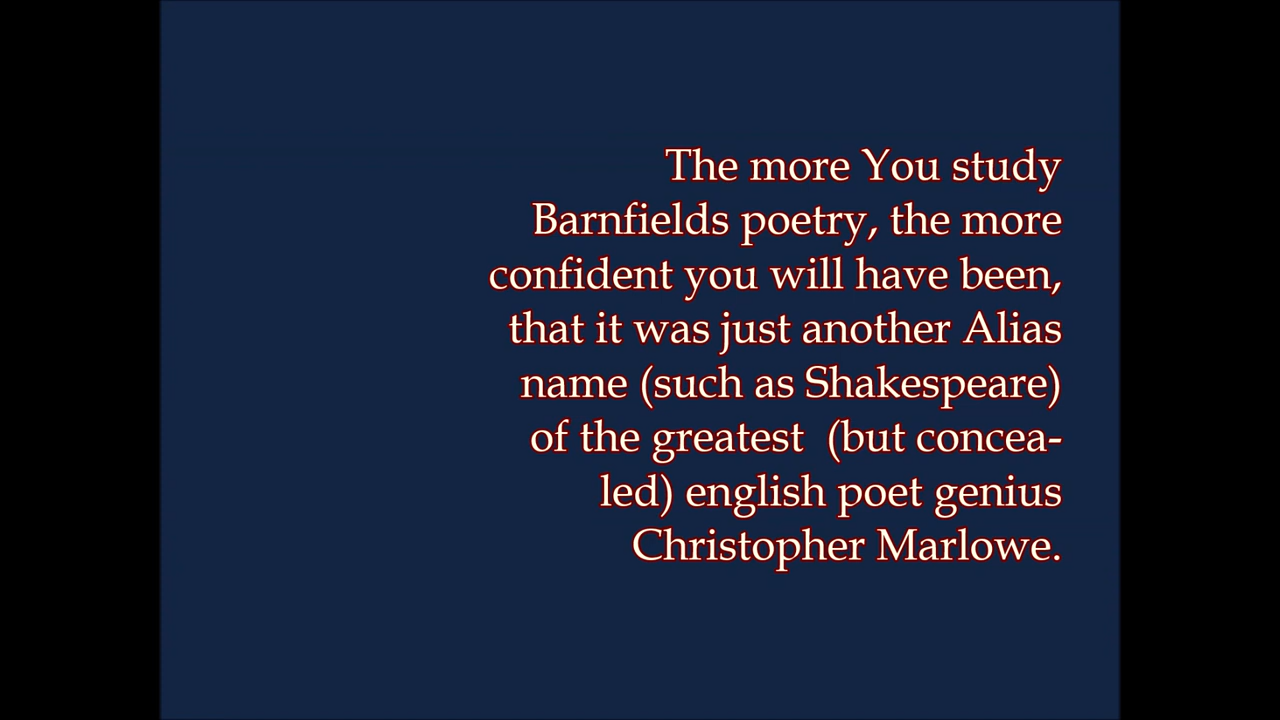 The more You study
Barnfields poetry, the more
confident you will have been,
that it was just another Alias
name (such as Shakespeare)
of the greatest  (but concea-
led) english poet genius
Christopher Marlowe.